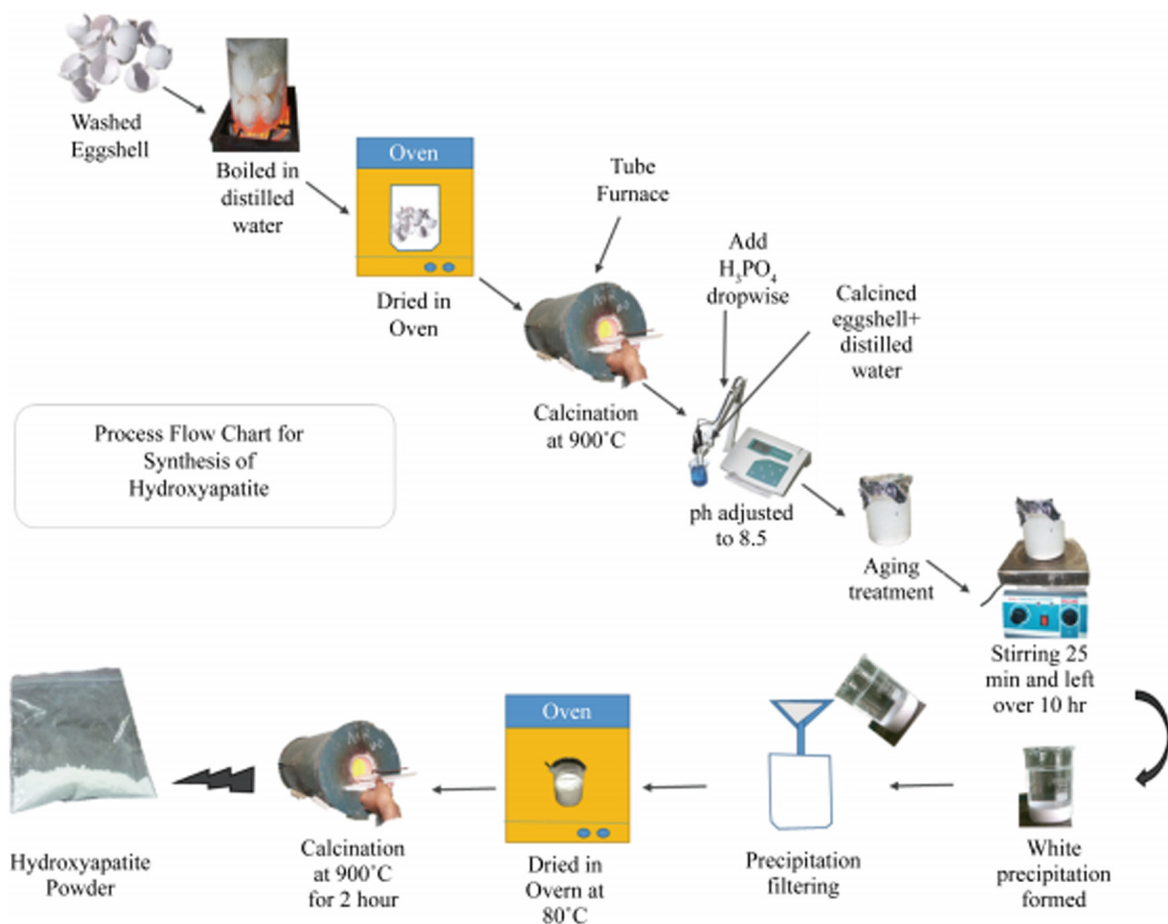 Washed
Eggshell
Boiled in
distilled
water
Oven
Dried in
Oven
Tube
Furnace
Calcination
at 900˚C
Add
H₃PO₄
dropwise
Calcined
eggshell+
distilled
water
ph adjusted
to 8.5
Aging
treatment
Stirring 25
min and left
over 10 hr
Process Flow Chart for
Synthesis of
Hydroxyapatite
White
precipitation
formed
Precipitation
filtering
Oven
Dried in
Overn at
80˚C
Calcination
at 900˚C
for 2 hour
Hydroxyapatite
Powder